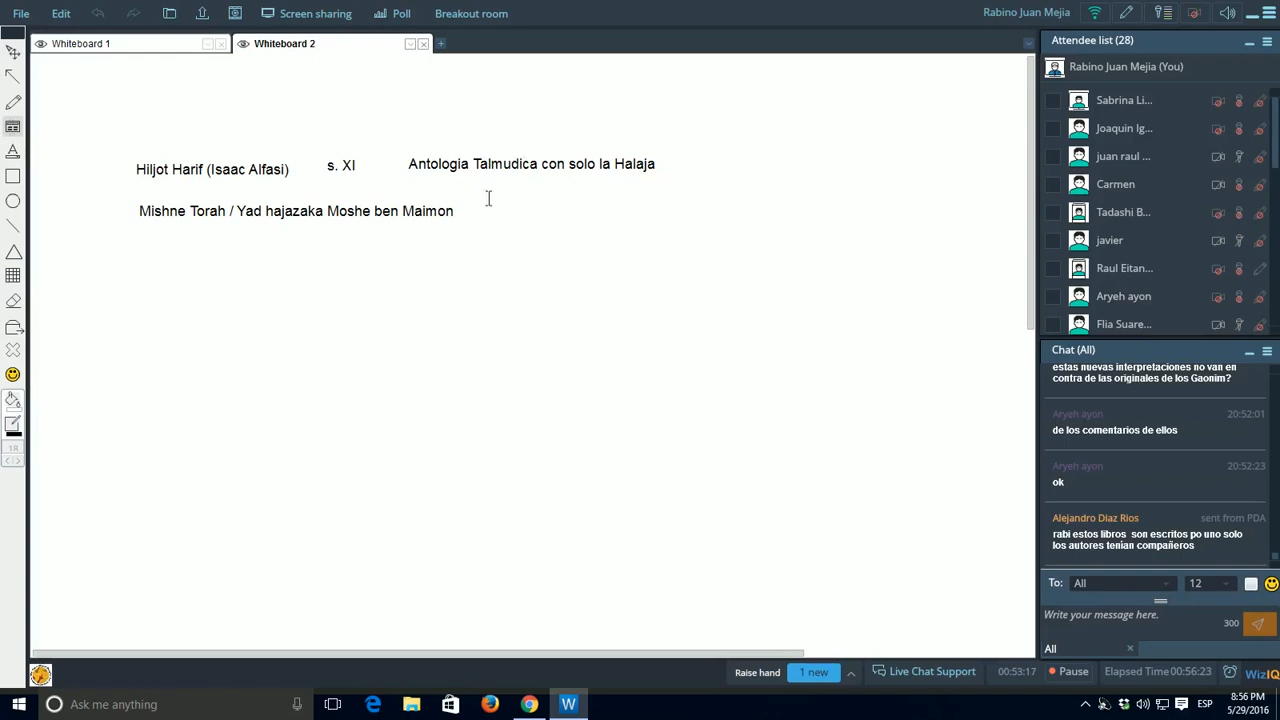 File Edit Screen sharing Poll Breakout room Rabino Juan Mejia
Whiteboard 1 Whiteboard 2
Hiljot Harif (Isaac Alfasi) s. XI Antologia Talmudica con solo la Halaja
Mishne Torah / Yad hajazaka Moshe ben Maimon
Attendee list (28)
Rabino Juan Mejia (You)
Sabrina Li...
Joaquin Ig...
juan raul ...
Carmen
Tadashi B...
javier
Raul Eitan...
Aryeh ayon
Flia Suare...
Chat (All)
estas nuevas interpretaciones no van en
contra de las originales de los Gaonim?
Aryeh ayon 20:52:01
de los comentarios de ellos
Aryeh ayon 20:52:23
ok
Alejandro Diaz Rios sent from PDA
rabi estos libros son escritos po uno solo
los autores tenian compañeros
To: All 12
Write your message here.
300
All
18
Raise hand 1 new Live Chat Support 00:53:17 Pause Elapsed Time 00:56:23 WizIQ
Ask me anything
W
ESP
8:56 PM
5/29/2016